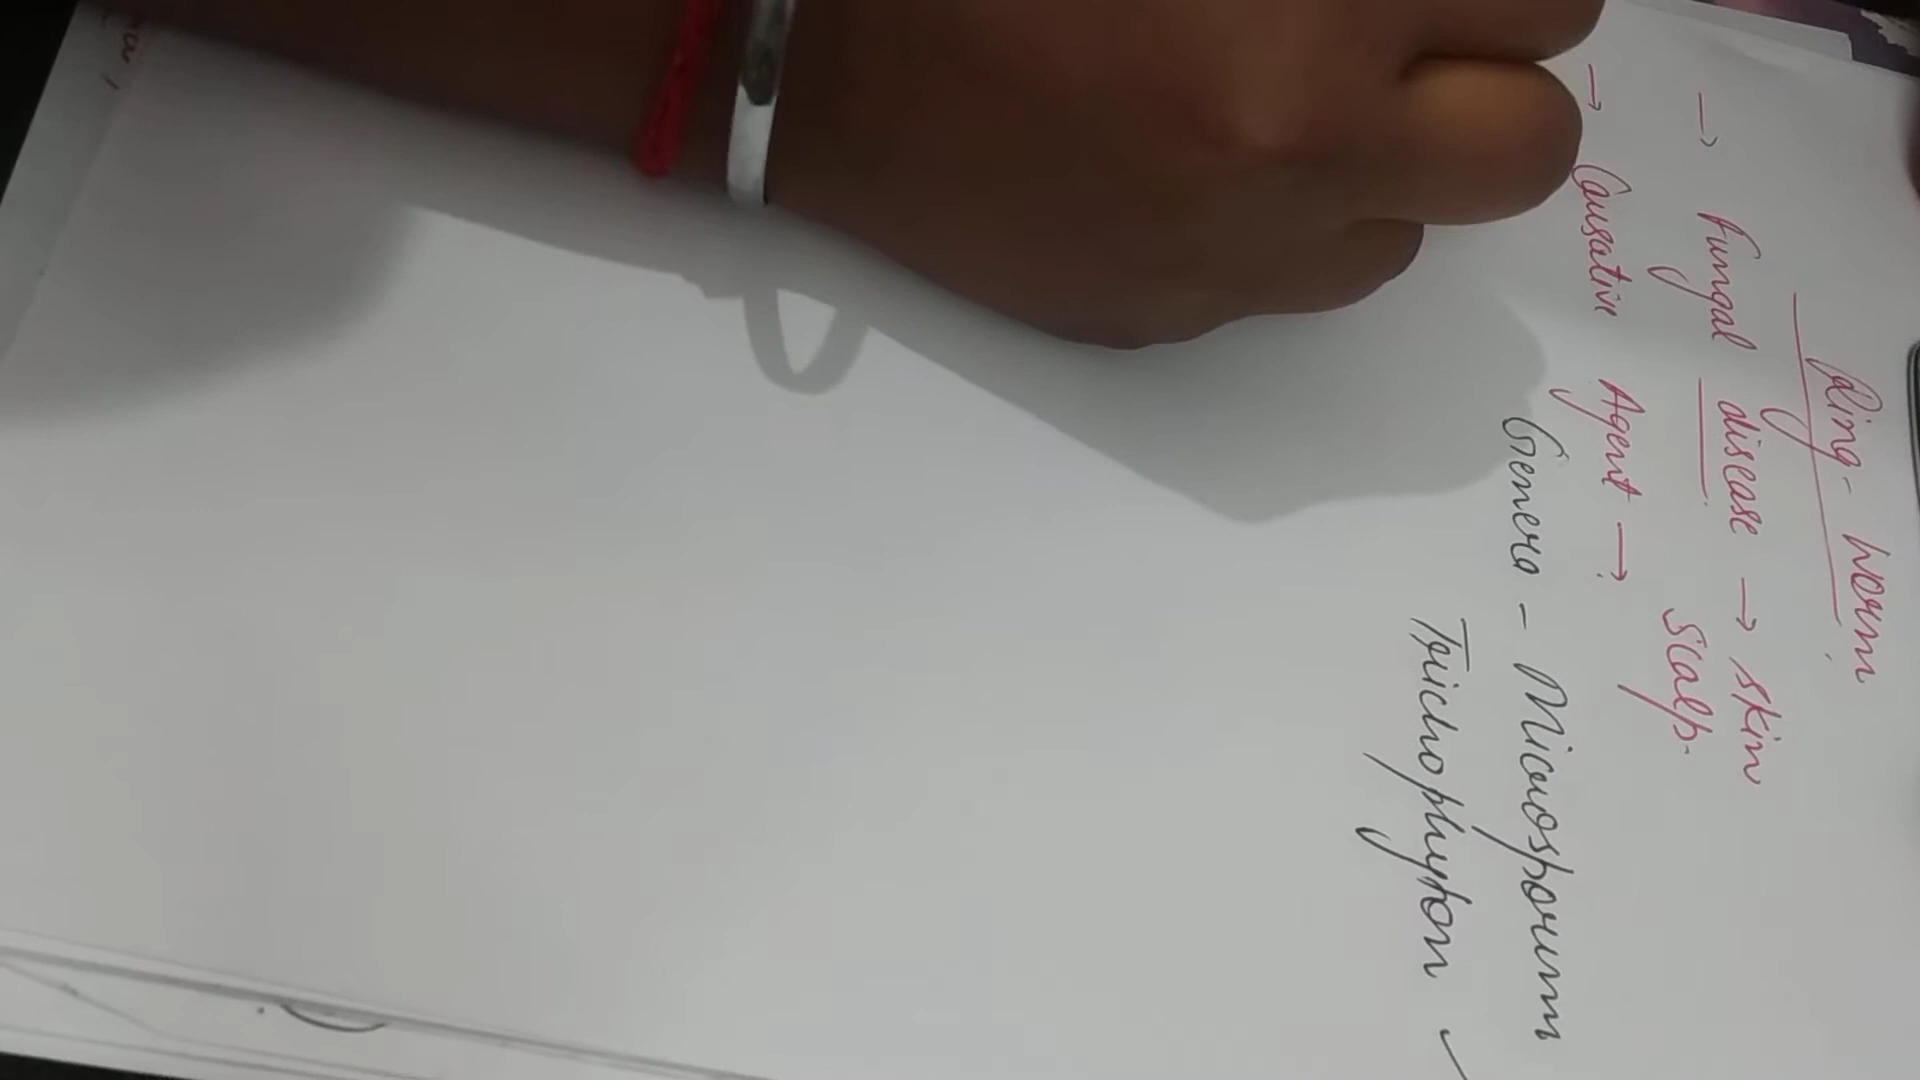 Ring-worm
→ Fungal disease → skin
scalp.
→ Causative Agent →
Genera - Microsporum
Trichophyton